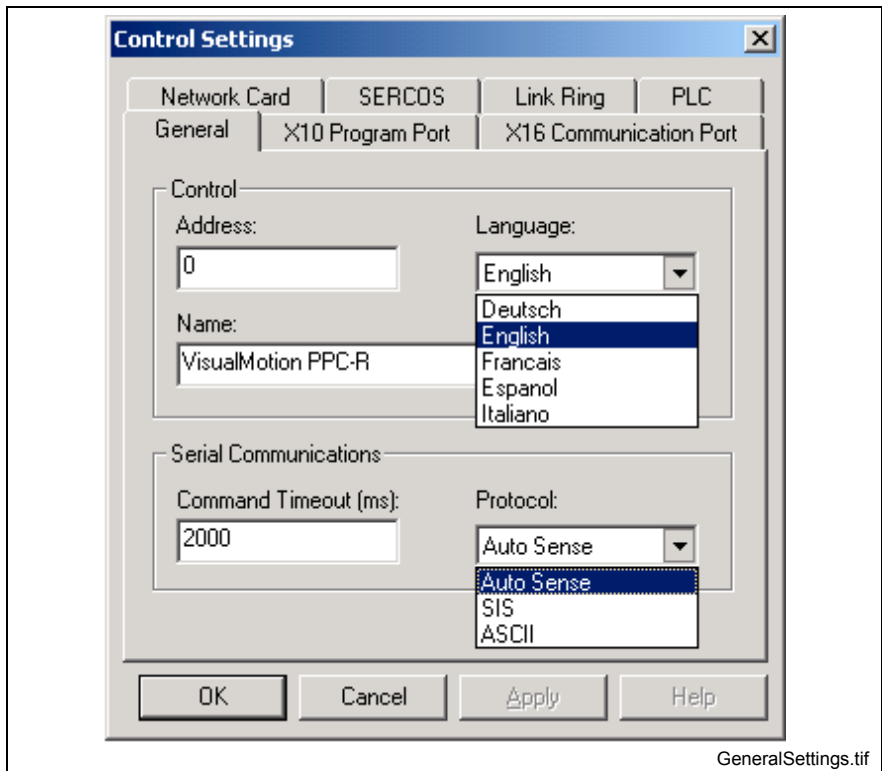 Control Settings
Network Card SERCOS Link Ring PLC
General X10 Program Port X16 Communication Port
Control
Address: Language:
0 English
Deutsch
Name: English
VisualMotion PPC-R Francais
Espanol
Italiano
Serial Communications
Command Timeout (ms): Protocol:
2000 Auto Sense
Auto Sense
SIS
ASCII
OK Cancel Apply Help
GeneralSettings.tif